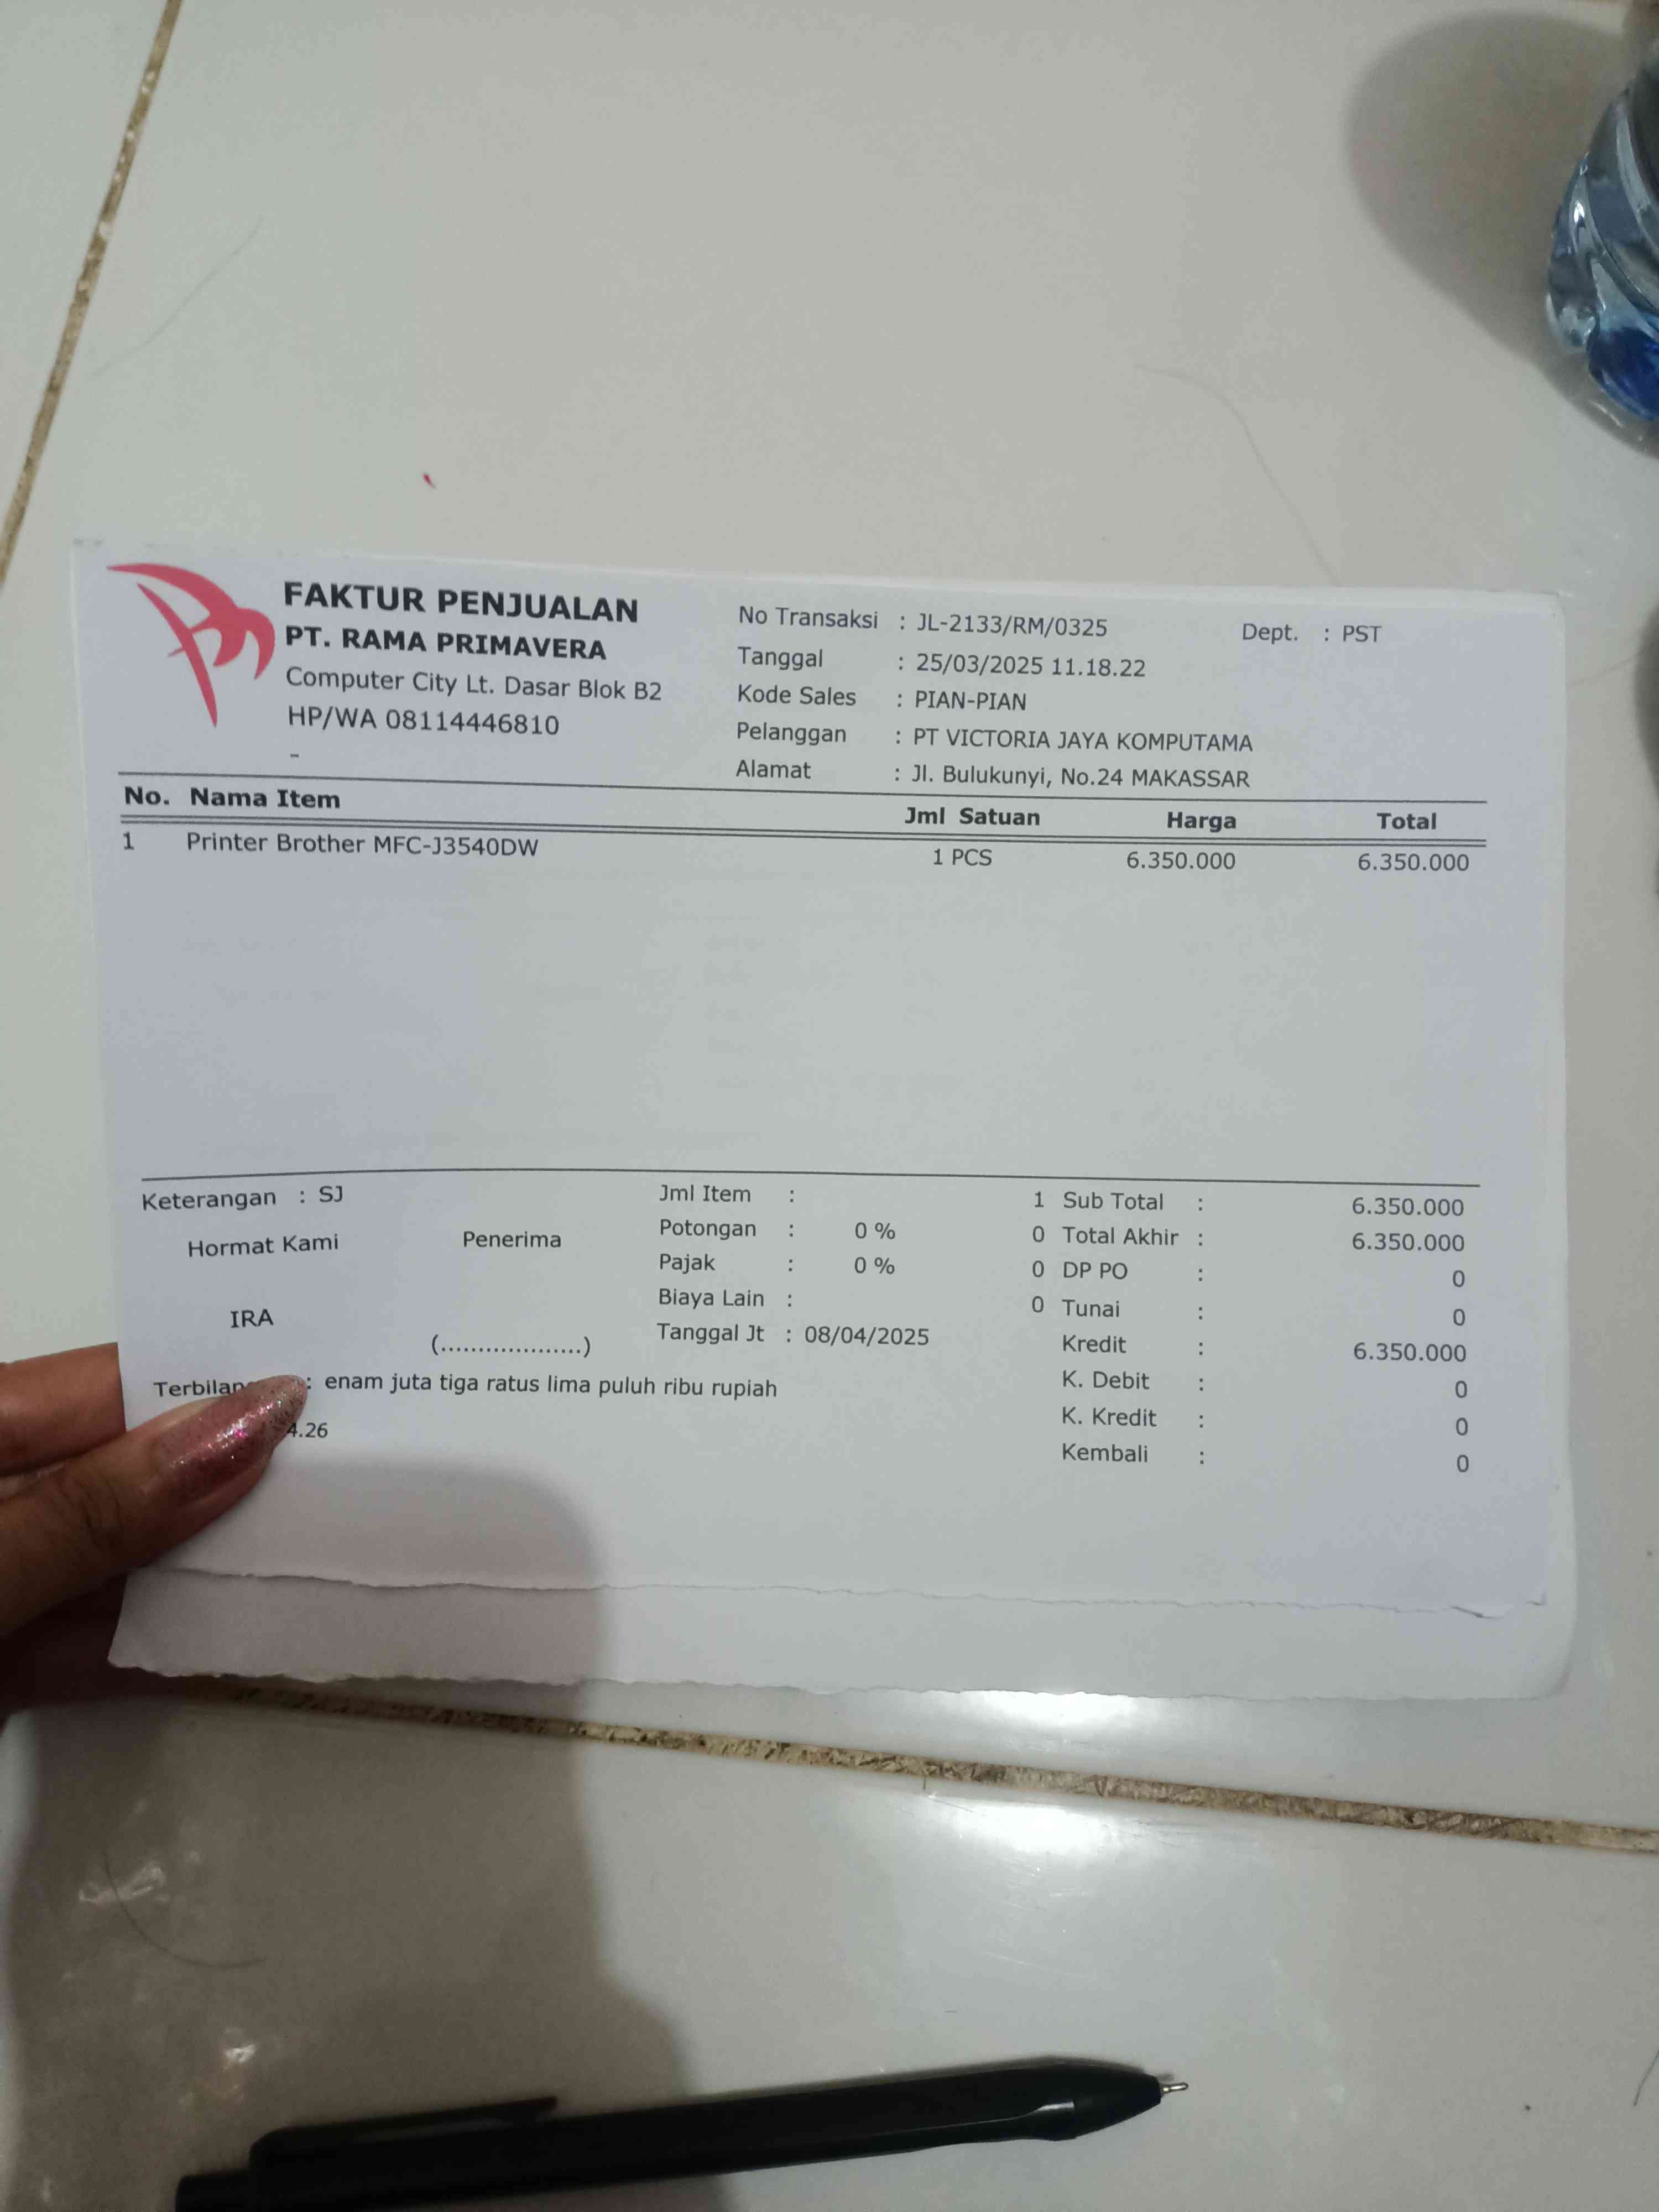 FAKTUR PENJUALAN
PT. RAMA PRIMAVERA
Computer City Lt. Dasar Blok B2
HP/WA 08114446810
-
No Transaksi : JL-2133/RM/0325 Dept. : PST
Tanggal : 25/03/2025 11.18.22
Kode Sales : PIAN-PIAN
Pelanggan : PT VICTORIA JAYA KOMPUTAMA
Alamat : Jl. Bulukunyi, No.24 MAKASSAR
No. Nama Item Jml Satuan Harga Total
1 Printer Brother MFC-J3540DW 1 PCS 6.350.000 6.350.000
Keterangan : SJ
Hormat Kami Penerima
IRA
(...................)
Jml Item : 1
Potongan : 0 % 0
Pajak : 0 % 0
Biaya Lain : 0
Tanggal Jt : 08/04/2025
Sub Total : 6.350.000
Total Akhir : 6.350.000
DP PO : 0
Tunai : 0
Kredit : 6.350.000
K. Debit : 0
K. Kredit : 0
Kembali : 0
: enam juta tiga ratus lima puluh ribu rupiah
4.26